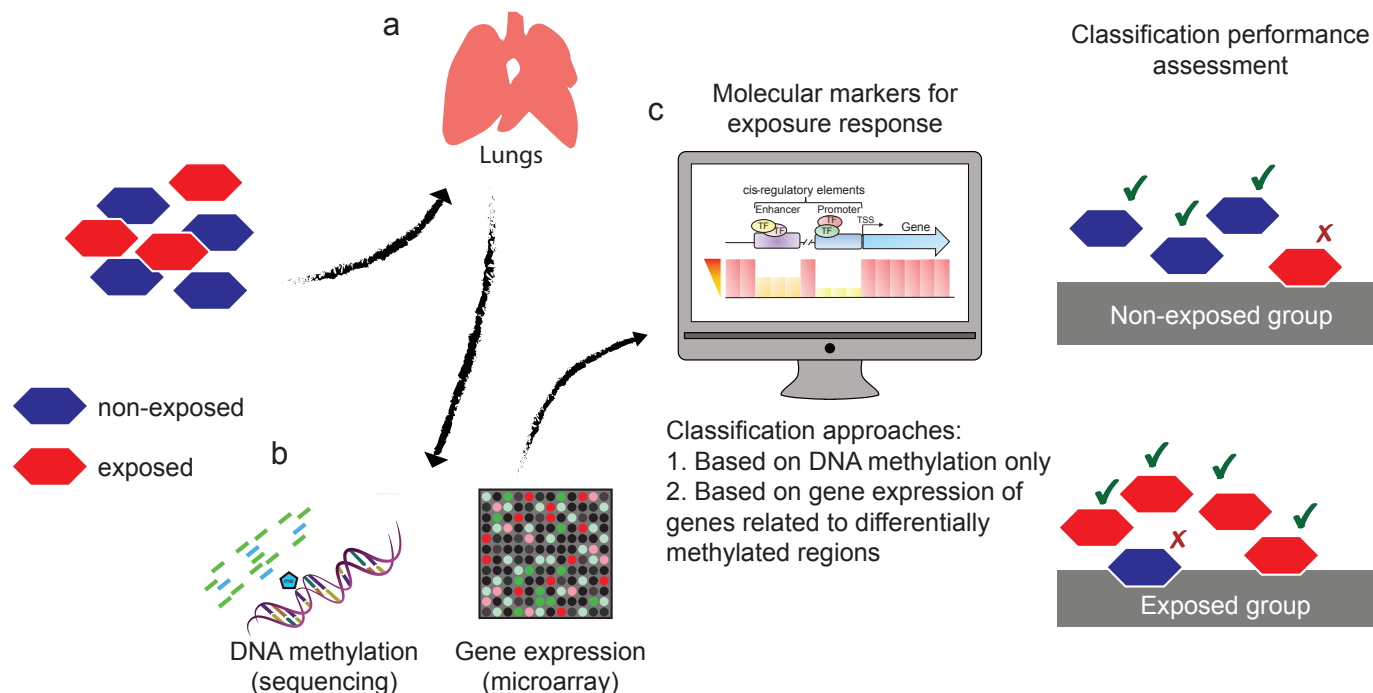 a
Lungs
non-exposed
exposed
b
DNA methylation
(sequencing)
me
Gene expression
(microarray)
c
Molecular markers for
exposure response
cis-regulatory elements
Enhancer
Promoter
TSS
TF
TF
TF
TF
Gene
Classification approaches:
1. Based on DNA methylation only
2. Based on gene expression of
genes related to differentially
methylated regions
Classification performance
assessment
✓
✓
✓
✗
Non-exposed group
✓
✓
✓
✓
✗
Exposed group